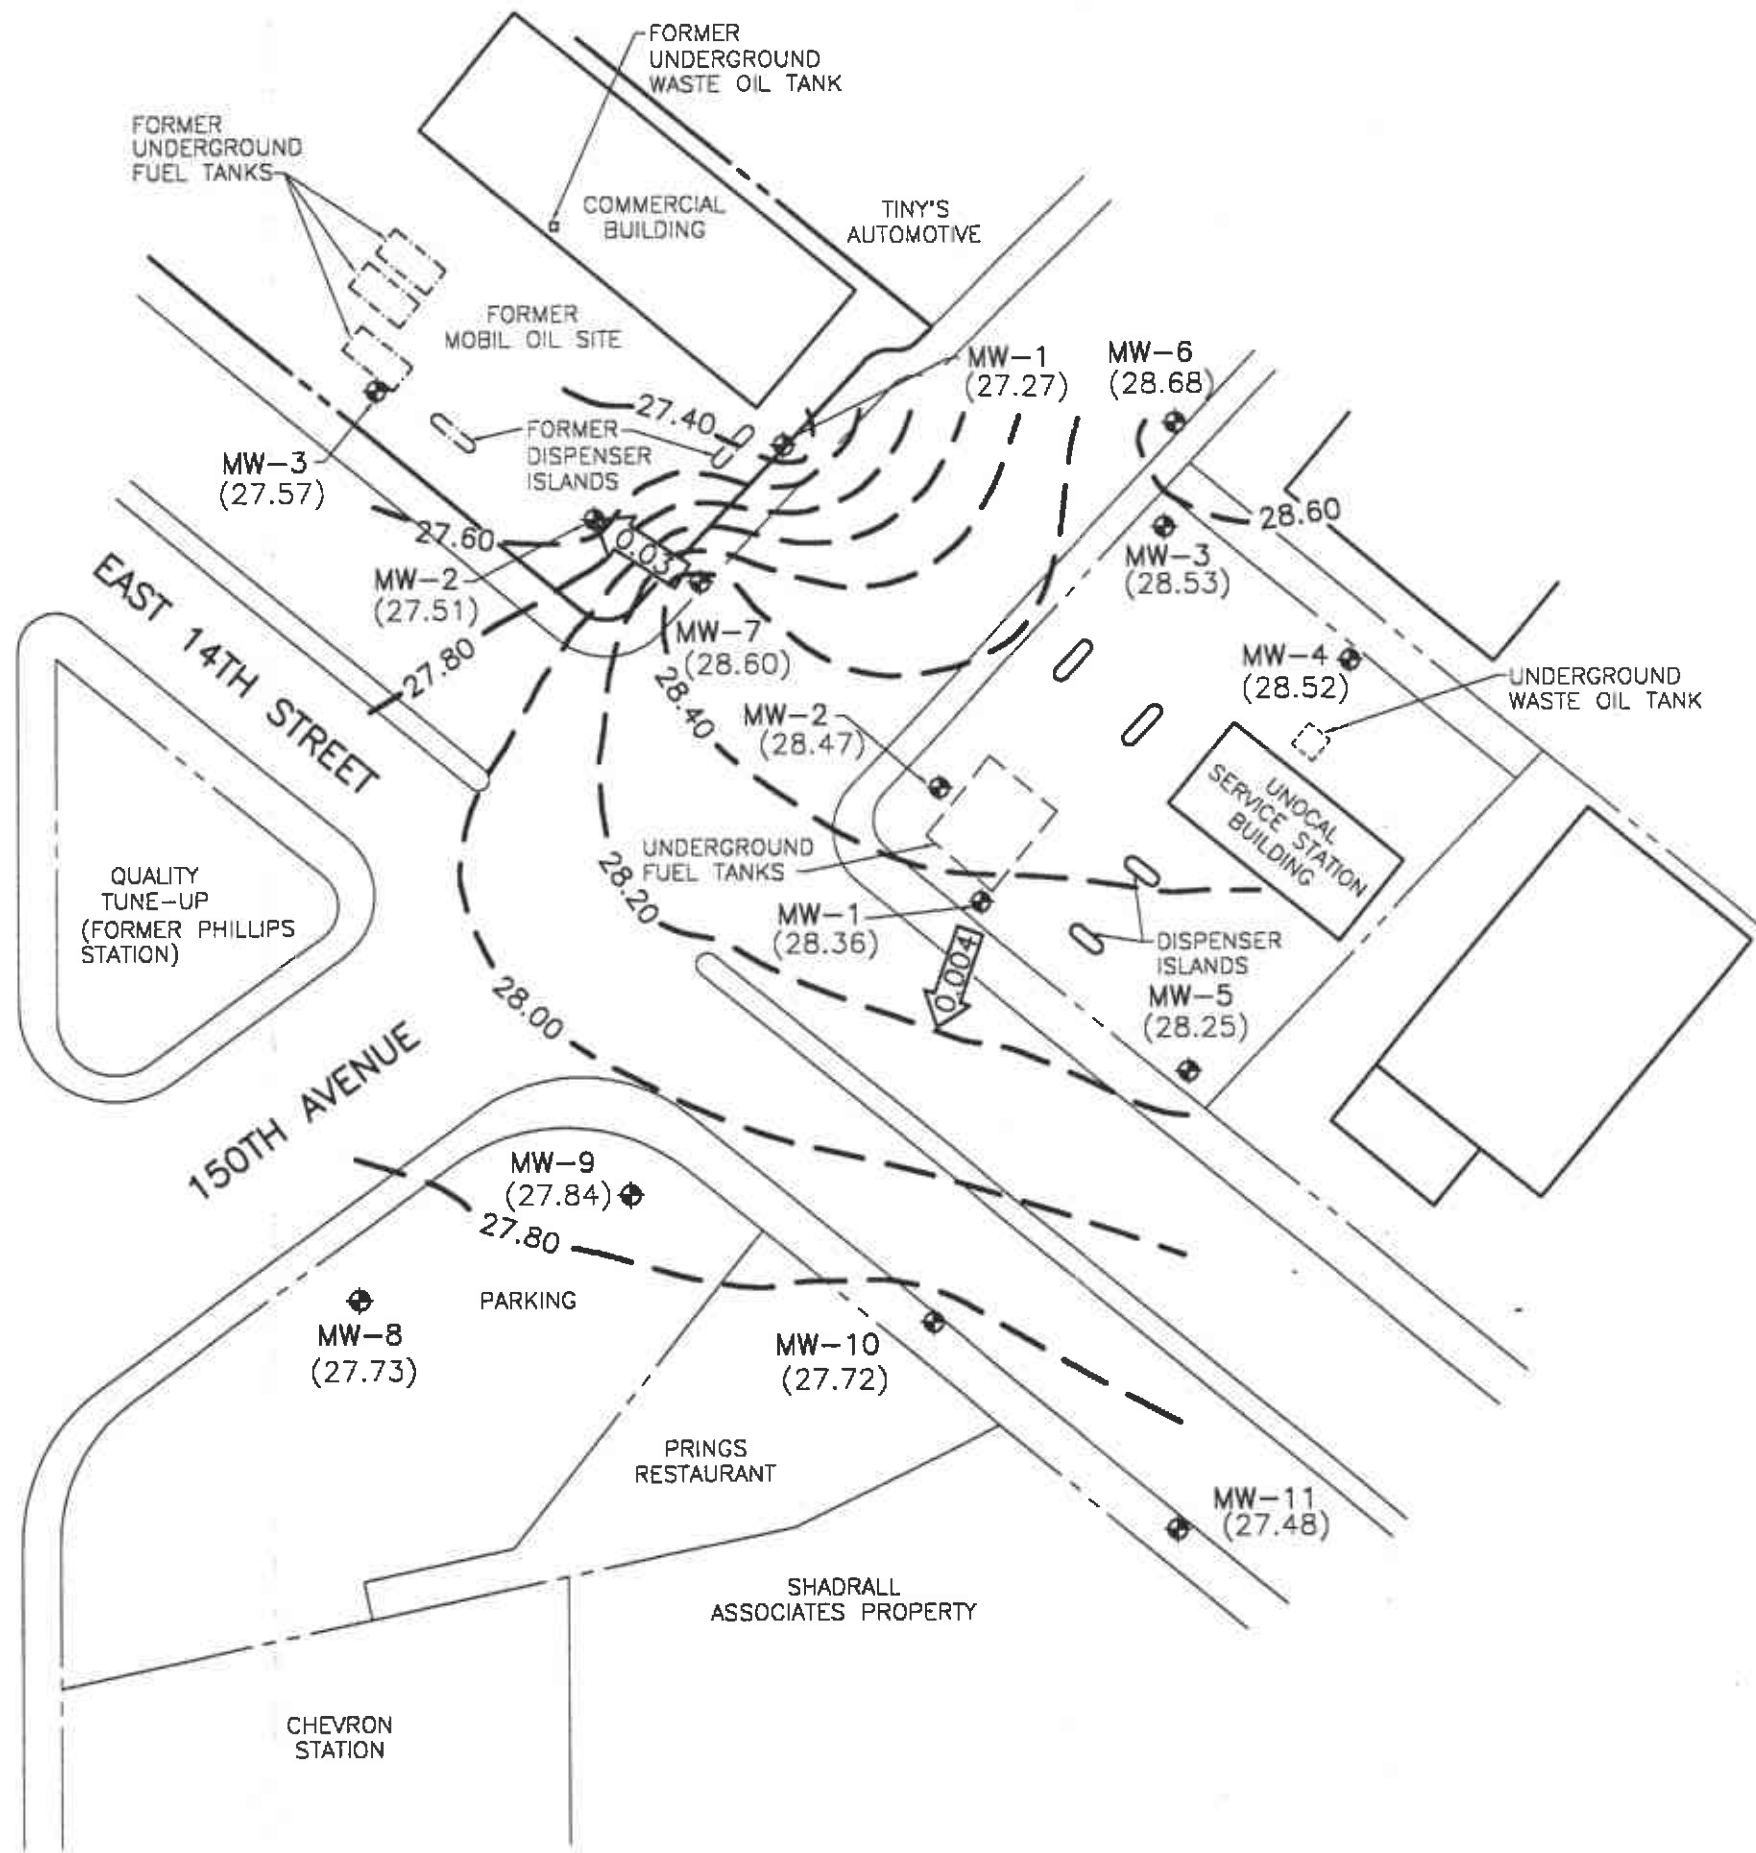 FORMER
UNDERGROUND
WASTE OIL TANK
FORMER
UNDERGROUND
FUEL TANKS
COMMERCIAL
BUILDING
TINY'S
AUTOMOTIVE
FORMER
MOBIL OIL SITE
MW-1
(27.27)
MW-6
(28.68)
27.40
FORMER
DISPENSER
ISLANDS
MW-3
(27.57)
28.60
27.60
0.03
MW-3
(28.53)
MW-2
(27.51)
EAST 14TH STREET
MW-7
(28.60)
27.80
MW-4
(28.52)
UNDERGROUND
WASTE OIL TANK
28.40
MW-2
(28.47)
UNOCAL
SERVICE STATION
BUILDING
UNDERGROUND
FUEL TANKS
28.20
QUALITY
TUNE-UP
(FORMER PHILLIPS
STATION)
MW-1
(28.36)
DISPENSER
ISLANDS
0.004
MW-5
(28.25)
28.00
150TH AVENUE
MW-9
(27.84)
27.80
PARKING
MW-8
(27.73)
MW-10
(27.72)
PRINGS
RESTAURANT
MW-11
(27.48)
SHADRALL
ASSOCIATES PROPERTY
CHEVRON
STATION